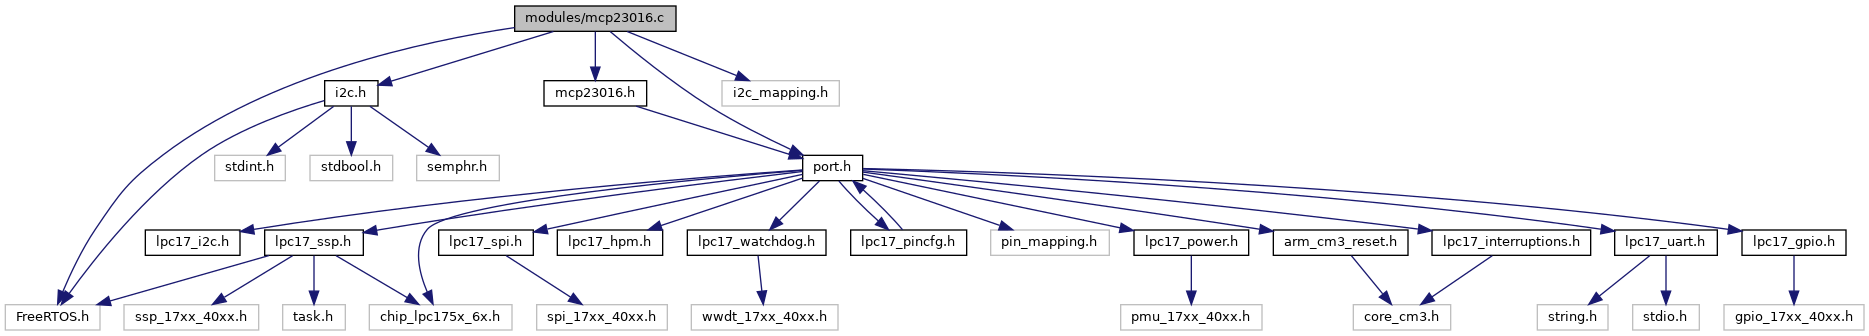 modules/mcp23016.c
i2c.h
mcp23016.h
i2c_mapping.h
stdint.h
stdbool.h
semphr.h
port.h
lpc17_i2c.h
lpc17_ssp.h
lpc17_spi.h
lpc17_hpm.h
lpc17_watchdog.h
lpc17_pincfg.h
pin_mapping.h
lpc17_power.h
arm_cm3_reset.h
lpc17_interruptions.h
lpc17_uart.h
lpc17_gpio.h
FreeRTOS.h
ssp_17xx_40xx.h
task.h
chip_lpc175x_6x.h
spi_17xx_40xx.h
wwdt_17xx_40xx.h
pmu_17xx_40xx.h
core_cm3.h
string.h
stdio.h
gpio_17xx_40xx.h